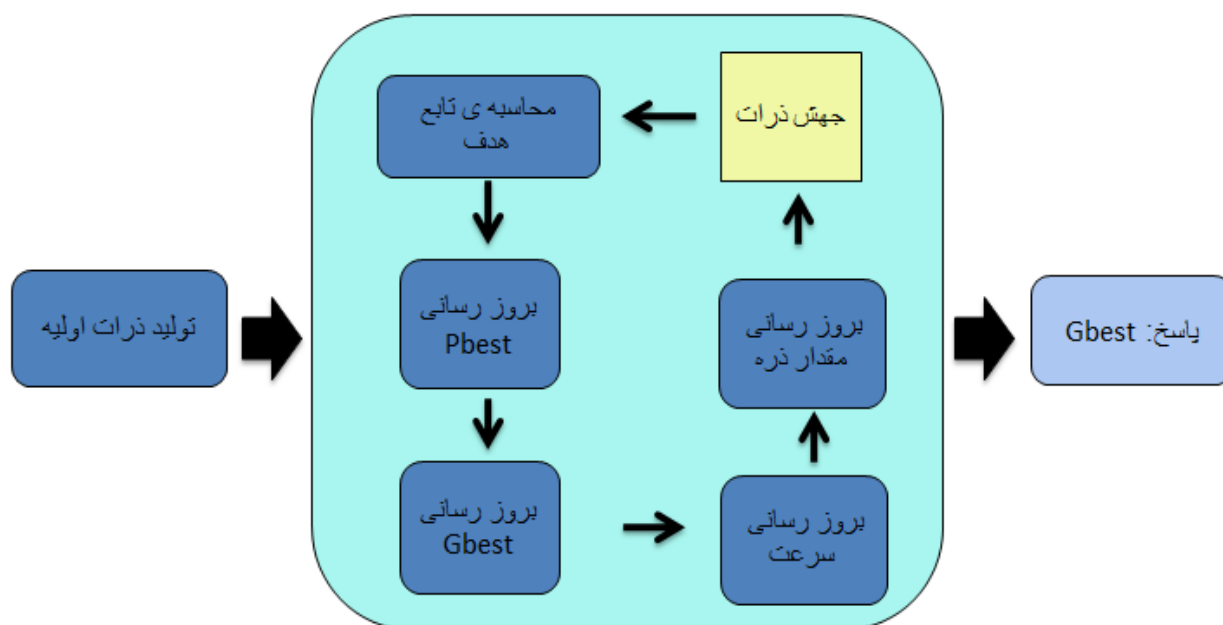 تولید ذرات اولیه
محاسبه ی تابع
هدف
بروز رسانی
Pbest
بروز رسانی
Gbest
بروز رسانی
سرعت
بروز رسانی
مقدار ذره
جهش ذرات
پاسخ: Gbest